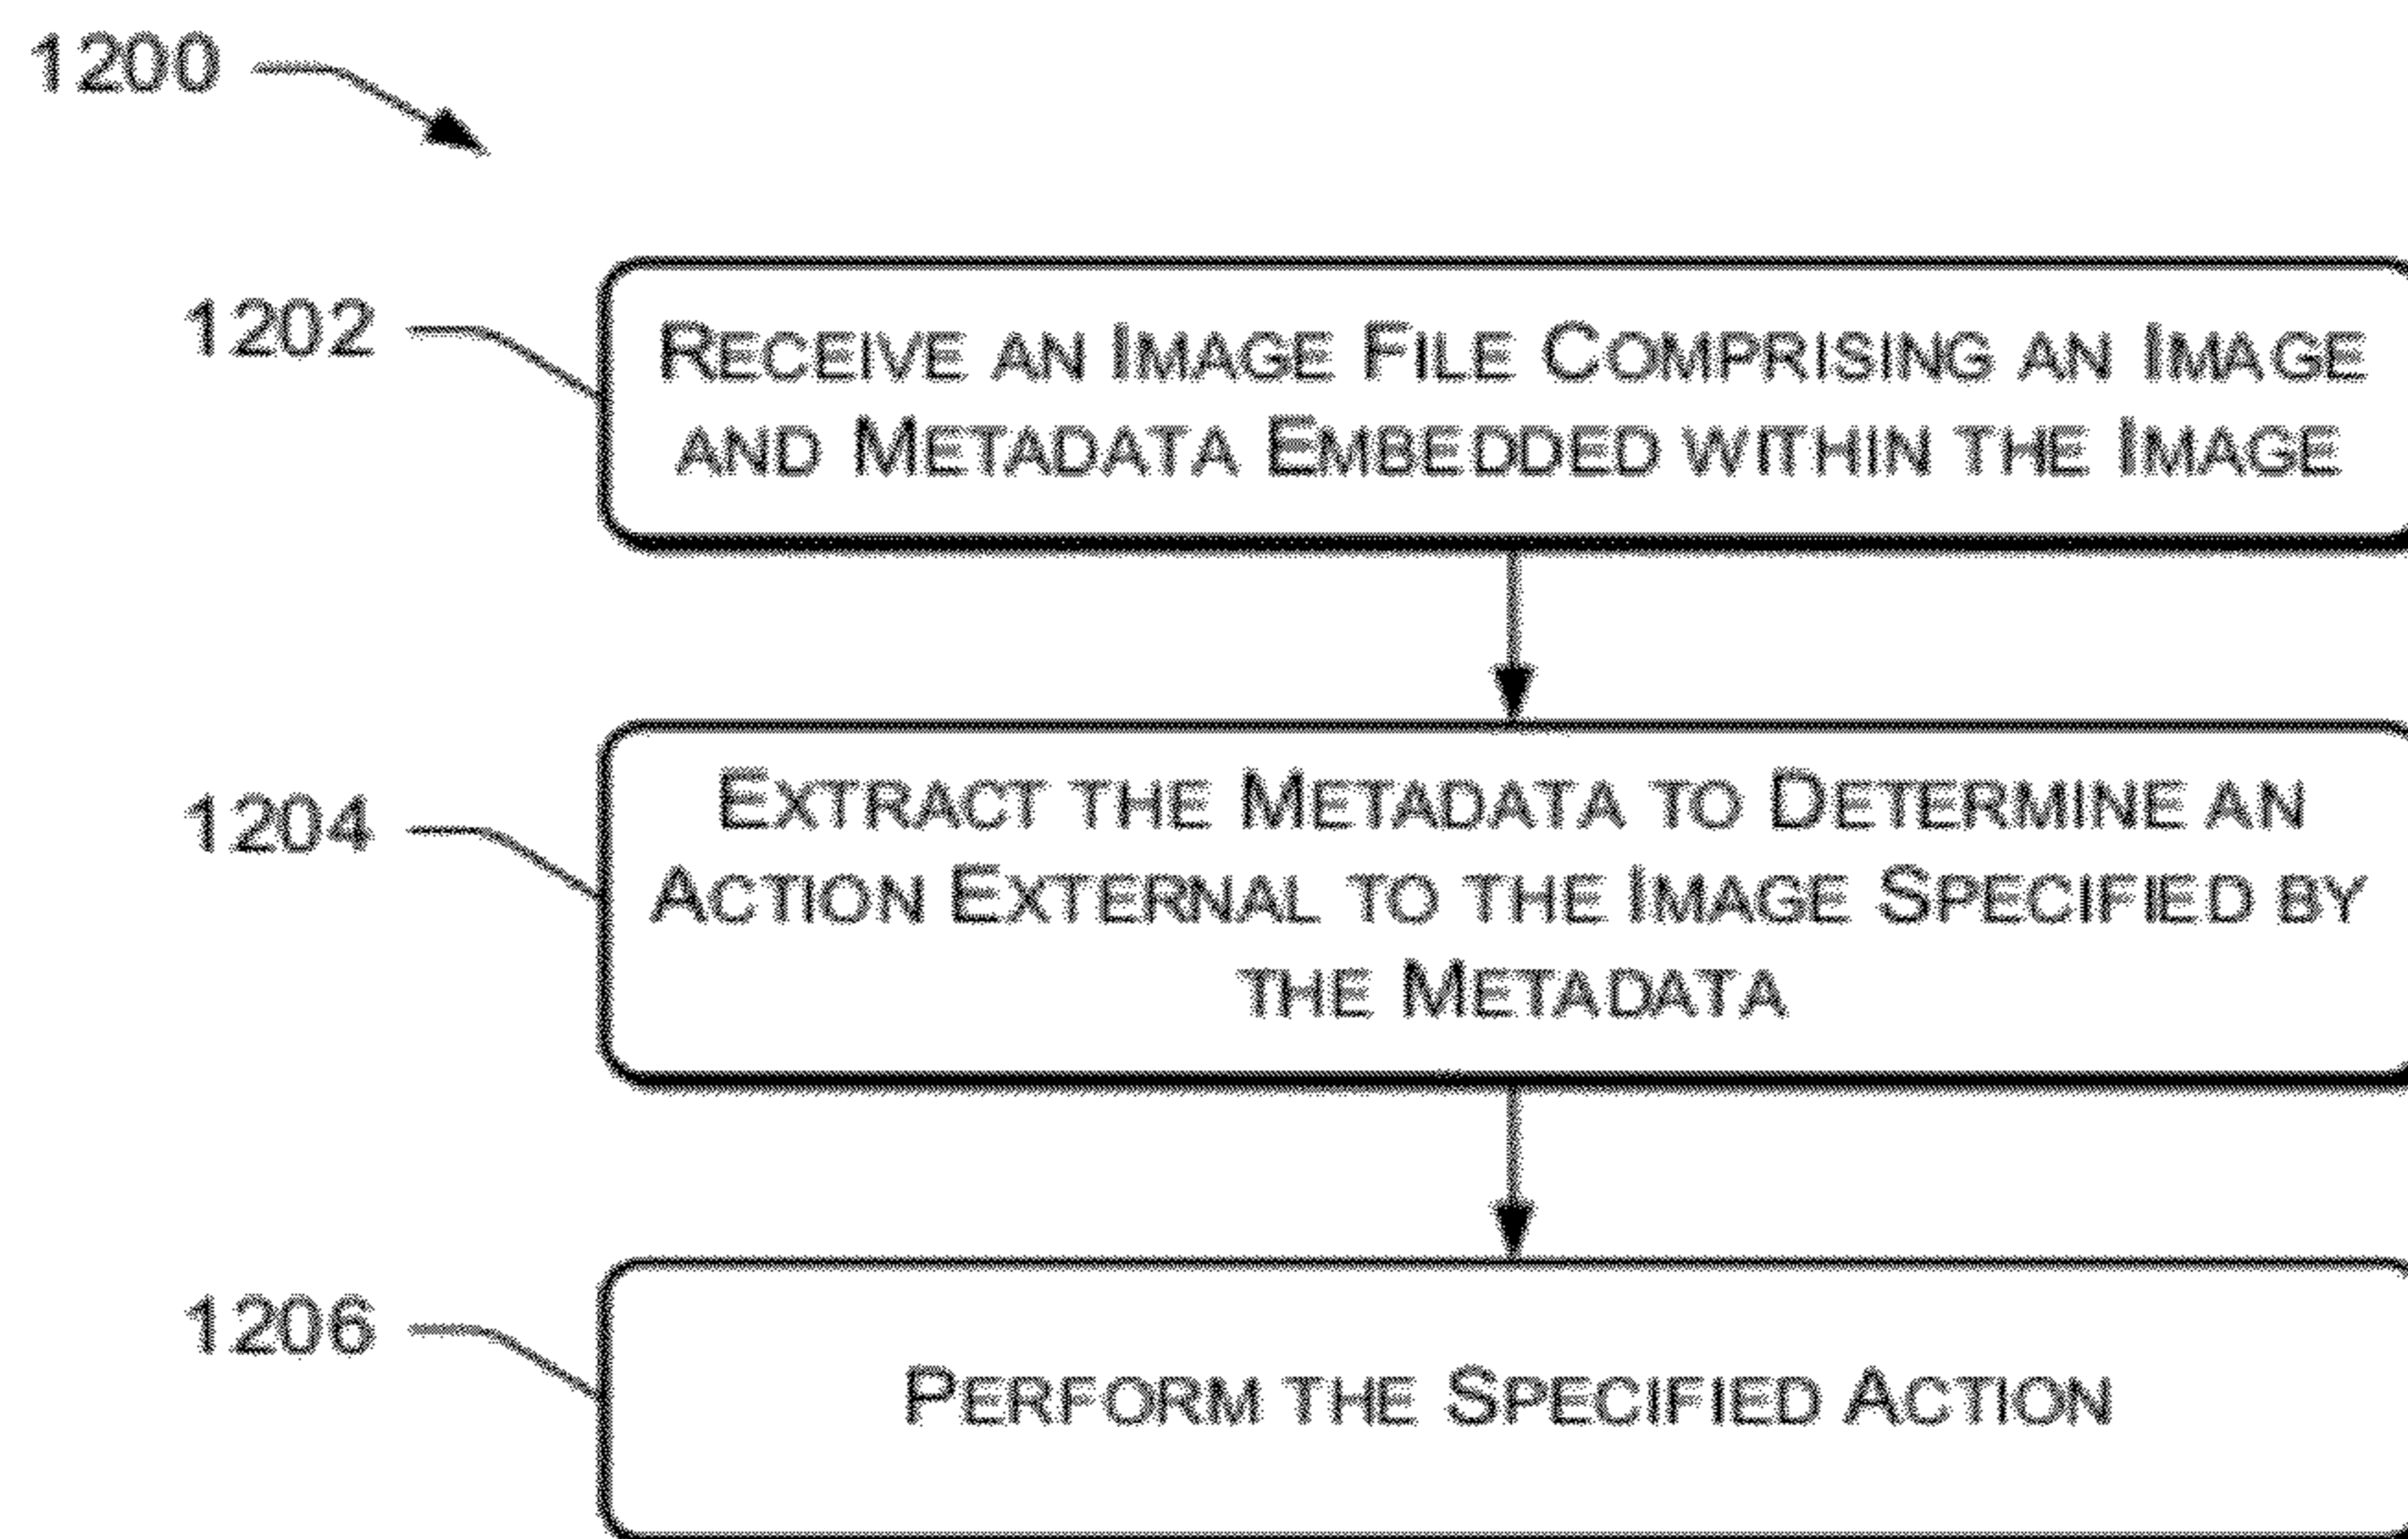 1200
1202
RECEIVE AN IMAGE FILE COMPRISING AN IMAGE
AND METADATA EMBEDDED WITHIN THE IMAGE
1204
EXTRACT THE METADATA TO DETERMINE AN
ACTION EXTERNAL TO THE IMAGE SPECIFIED BY
THE METADATA
1206
PERFORM THE SPECIFIED ACTION